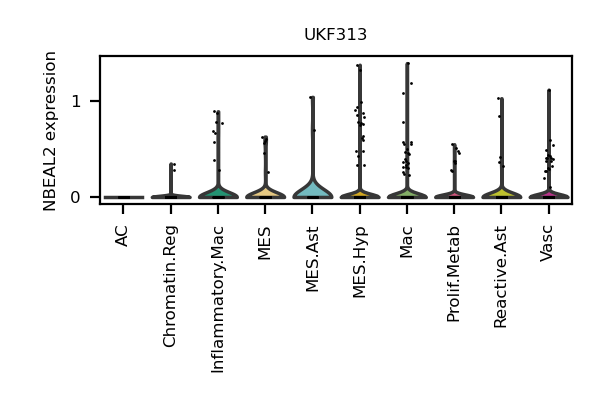 UKF313
NBEAL2 expression
1
0
AC
Chromatin.Reg
Inflammatory.Mac
MES
MES.Ast
MES.Hyp
Mac
Prolif.Metab
Reactive.Ast
Vasc